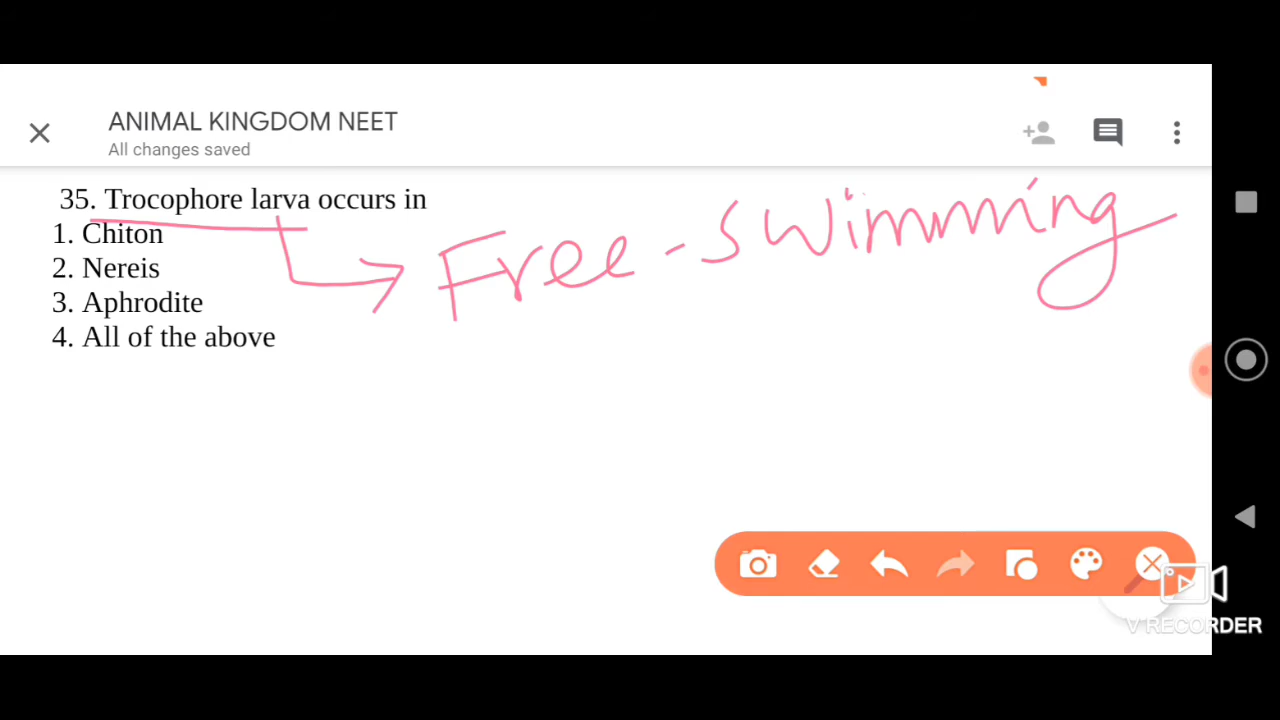 ANIMAL KINGDOM NEET
All changes saved
35. Trocophore larva occurs in
1. Chiton
2. Nereis
3. Aphrodite
4. All of the above
Free-swimming
V RECORDER